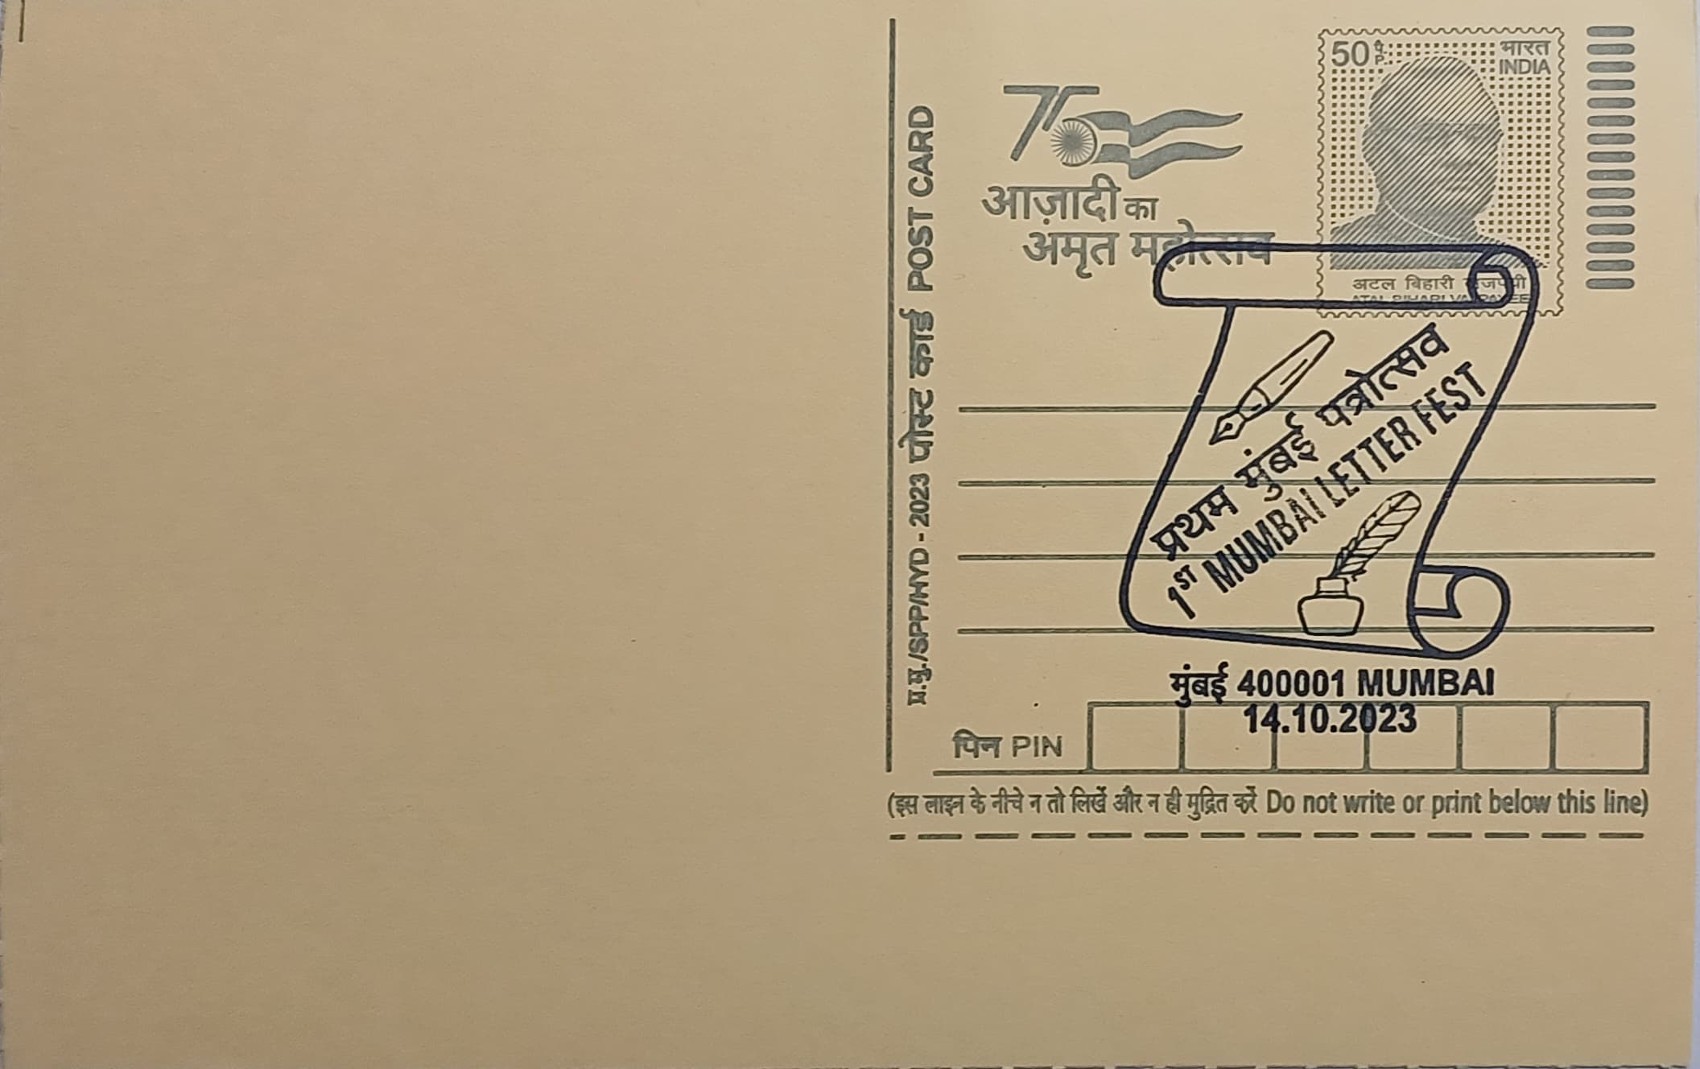 50 प. P.
भारत
INDIA
75
आज़ादी का
अमृत महोत्सव
अटल बिहारी वाजपेयी
ATAL BIHARI VAJPAYEE
प्र.मु./SPP/HYD - 2023 पोस्ट कार्ड POST CARD
प्रथम मुंबई पत्रोत्सव
1ST MUMBAI LETTER FEST
मुंबई 400001 MUMBAI
14.10.2023
पिन PIN
(इस लाइन के नीचे न तो लिखें और न ही मुद्रित करें Do not write or print below this line)